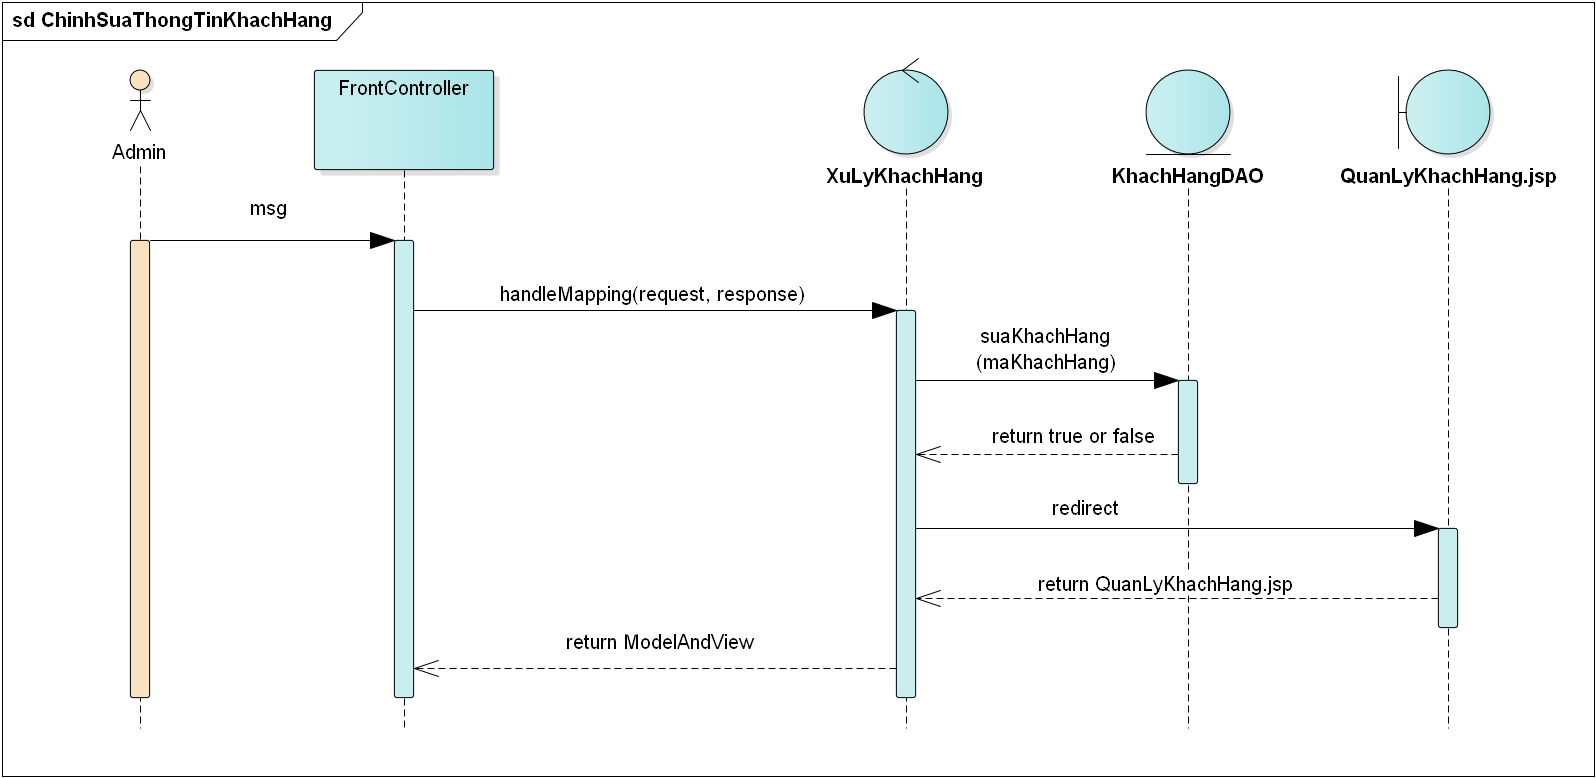 sd ChinhSuaThongTinKhachHang
FrontController
Admin
XuLyKhachHang
KhachHangDAO
QuanLyKhachHang.jsp
msg
handleMapping(request, response)
suaKhachHang
(maKhachHang)
return true or false
redirect
return QuanLyKhachHang.jsp
return ModelAndView